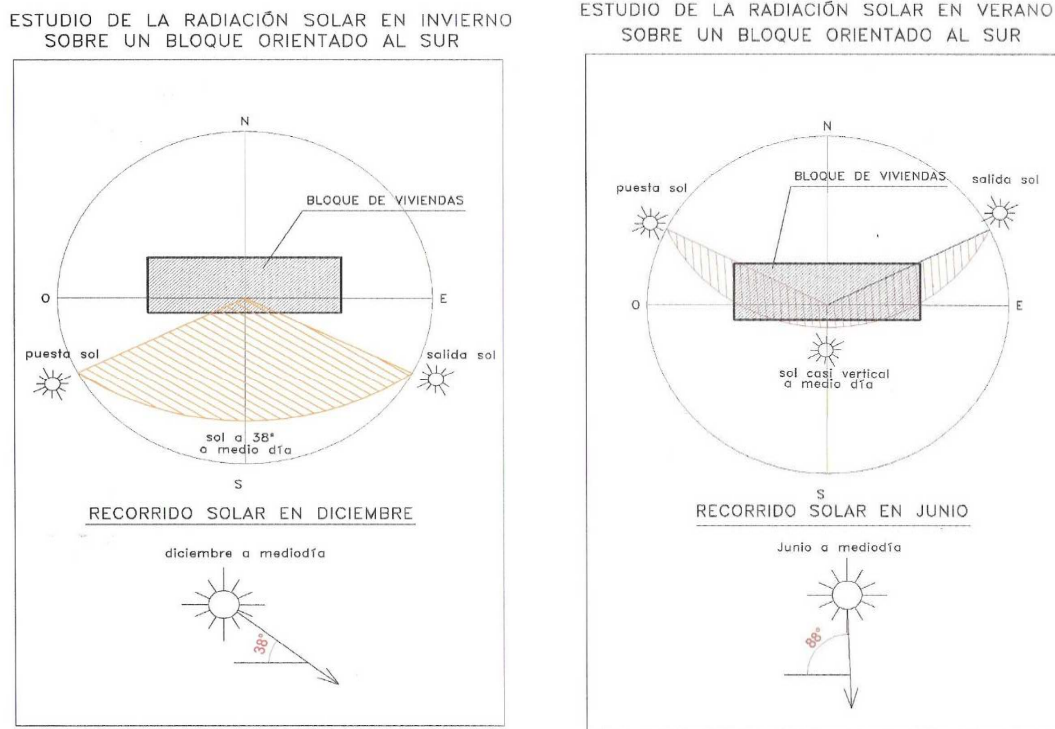 ESTUDIO DE LA RADIACIÓN SOLAR EN INVIERNO
SOBRE UN BLOQUE ORIENTADO AL SUR
N
BLOQUE DE VIVIENDAS
O
E
puesta sol
salida sol
sol a 38°
a medio día
S
RECORRIDO SOLAR EN DICIEMBRE
diciembre a mediodía
38°
ESTUDIO DE LA RADIACIÓN SOLAR EN VERANO
SOBRE UN BLOQUE ORIENTADO AL SUR
N
BLOQUE DE VIVIENDAS
puesta sol
salida sol
O
E
sol casi vertical
a medio día
S
RECORRIDO SOLAR EN JUNIO
Junio a mediodía
88°